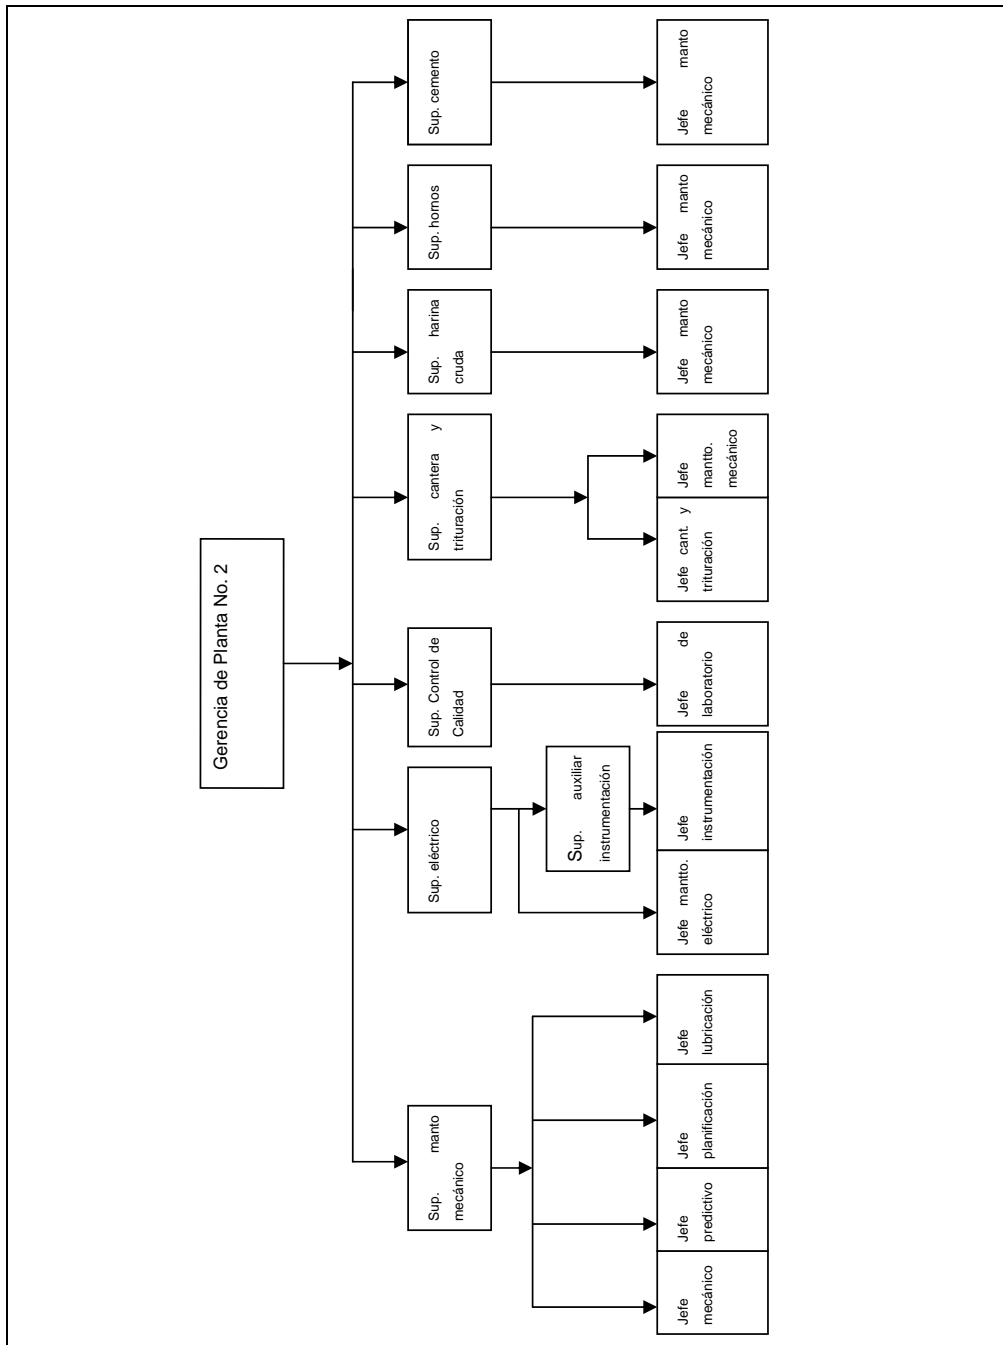 Gerencia de Planta No. 2
Sup. manto
mecánico
Sup. eléctrico
Sup. Control de
Calidad
Sup. cantera y
trituración
Sup. harina
cruda
Sup. hornos
Sup. cemento
Sup. auxiliar
instrumentación
Jefe
mecánico
Jefe
predictivo
Jefe
planificación
Jefe
lubricación
Jefe mantto.
eléctrico
Jefe
instrumentación
Jefe de
laboratorio
Jefe cant. y
trituración
Jefe
mantto.
mecánico
Jefe manto
mecánico
Jefe manto
mecánico
Jefe manto
mecánico